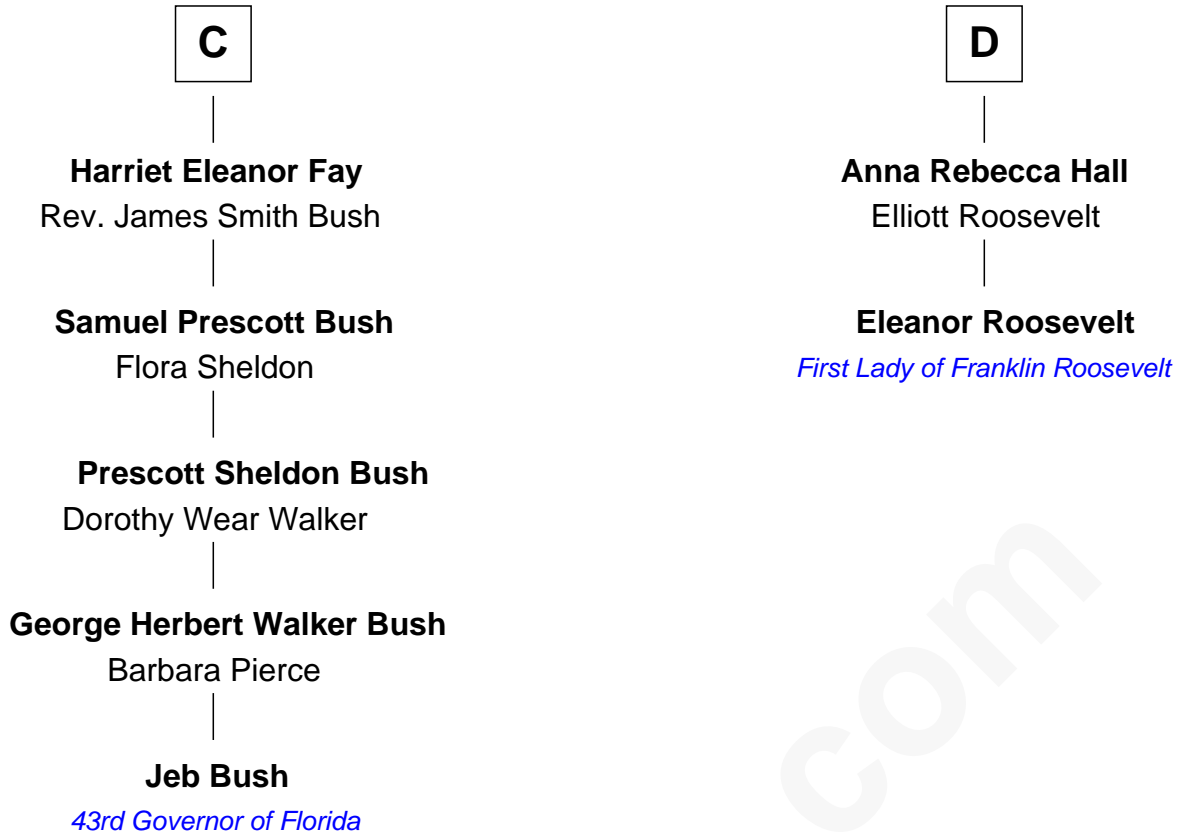 C
Harriet Eleanor Fay
Rev. James Smith Bush
Samuel Prescott Bush
Flora Sheldon
Prescott Sheldon Bush
Dorothy Wear Walker
George Herbert Walker Bush
Barbara Pierce
Jeb Bush
43rd Governor of Florida
D
Anna Rebecca Hall
Elliott Roosevelt
Eleanor Roosevelt
First Lady of Franklin Roosevelt
com